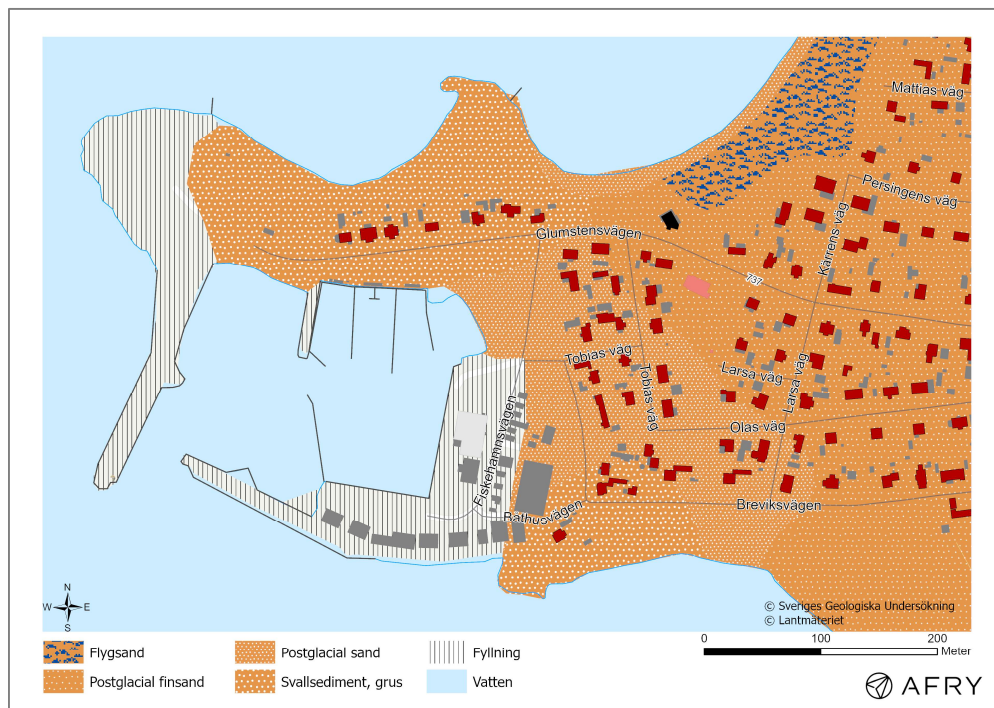 Mattias väg
Persingens väg
Kärrens väg
Glumstensvägen
737
Tobias väg
Tobias väg
Larsa väg
Larsa väg
Olas väg
Fiskehamnsvägen
Rathusvägen
Breviksvägen
N
W E
S
© Sveriges Geologiska Undersökning
© Lantmäteriet
0 100 200
Meter
Flygsand
Postglacial sand
Fyllning
Postglacial finsand
Svallsediment, grus
Vatten
AFRY